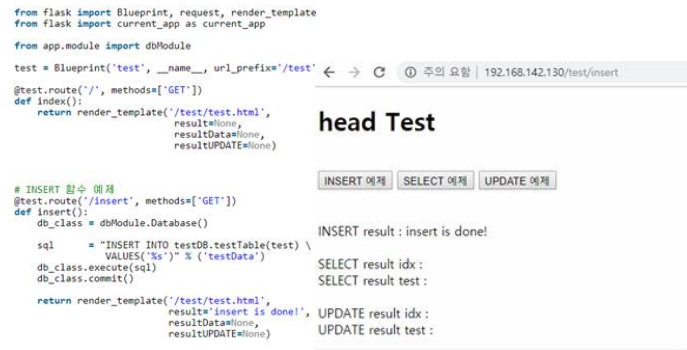 from flask import Blueprint, request, render_template
from flask import current_app as current_app
from app.module import dbModule
test = Blueprint('test', __name__, url_prefix='/test'
@test.route('/', methods=['GET'])
def index():
    return render_template('/test/test.html',
                            result=None,
                            resultData=None,
                            resultUPDATE=None)
# INSERT 함수 예제
@test.route('/insert', methods=['GET'])
def insert():
    db_class = dbModule.Database()
    sql      = "INSERT INTO testDB.testTable(test) \
                VALUES('%s')" % ('testData')
    db_class.execute(sql)
    db_class.commit()
    return render_template('/test/test.html',
                           result='insert is done!',
                           resultData=None,
                           resultUPDATE=None)
주의 요함 | 192.168.142.130/test/insert
head Test
INSERT 예제 SELECT 예제 UPDATE 예제
INSERT result : insert is done!
SELECT result idx :
SELECT result test :
UPDATE result idx :
UPDATE result test :